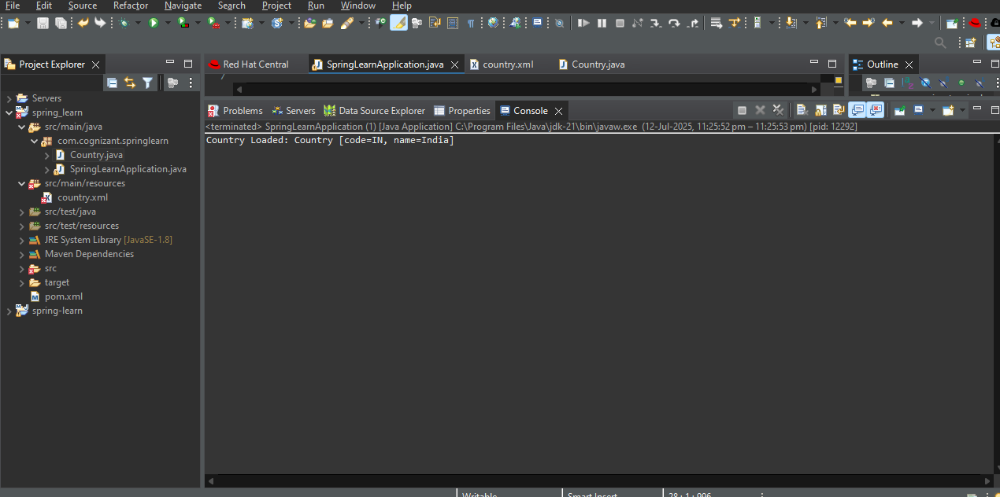 File Edit Source Refactor Navigate Search Project Run Window Help
Project Explorer
Servers
spring_learn
src/main/java
com.cognizant.springlearn
Country.java
SpringLearnApplication.java
src/main/resources
country.xml
src/test/java
src/test/resources
JRE System Library [JavaSE-1.8]
Maven Dependencies
src
target
pom.xml
spring-learn
Red Hat Central SpringLearnApplication.java country.xml Country.java
Problems Servers Data Source Explorer Properties Console
<terminated> SpringLearnApplication (1) [Java Application] C:\Program Files\Java\jdk-21\bin\javaw.exe (12-Jul-2025, 11:25:52 pm – 11:25:53 pm) [pid: 12292]
Country Loaded: Country [code=IN, name=India]
Outline
Writable Smart Insert 28 : 1 : 996